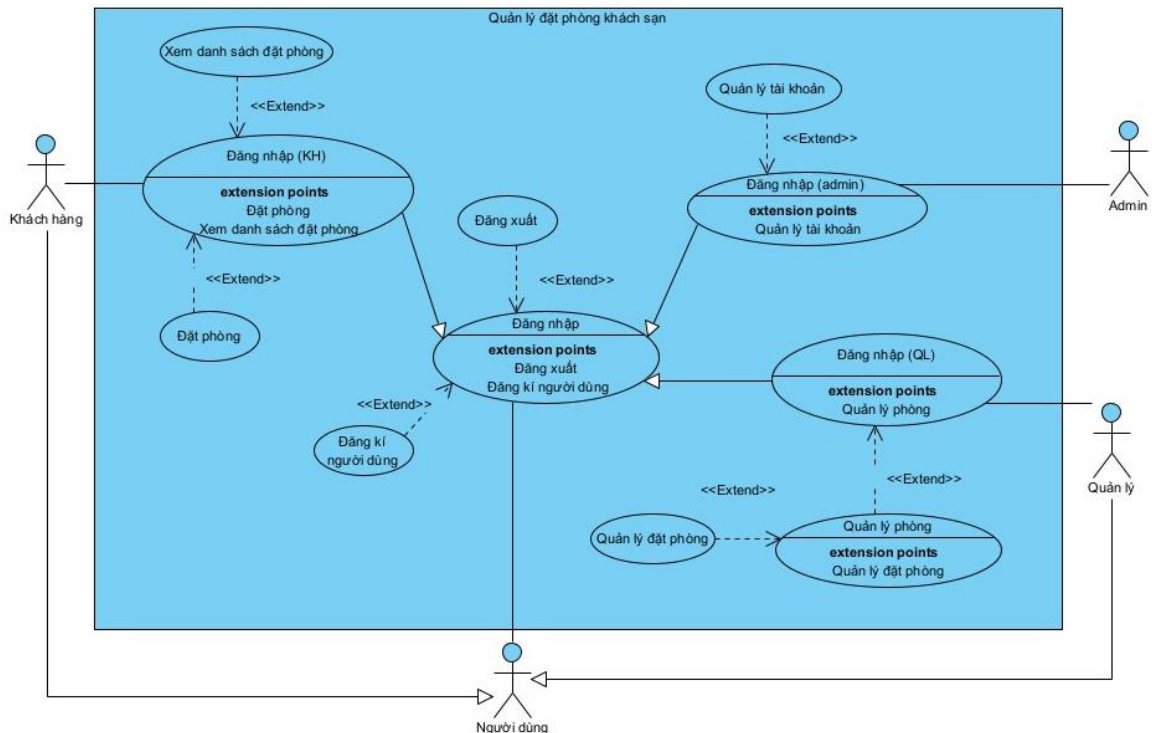 Quản lý đặt phòng khách sạn
Xem danh sách đặt phòng
<<Extend>>
Quản lý tài khoản
<<Extend>>
Đăng nhập (KH)
extension points
Đặt phòng
Xem danh sách đặt phòng
Khách hàng
Đăng nhập (admin)
extension points
Quản lý tài khoản
Admin
Đăng xuất
<<Extend>>
<<Extend>>
Đặt phòng
Đăng nhập
extension points
Đăng xuất
Đăng kí người dùng
Đăng nhập (QL)
extension points
Quản lý phòng
<<Extend>>
Đăng kí
người dùng
Quản lý
<<Extend>>
<<Extend>>
Quản lý đặt phòng
Quản lý phòng
extension points
Quản lý đặt phòng
Người dùng